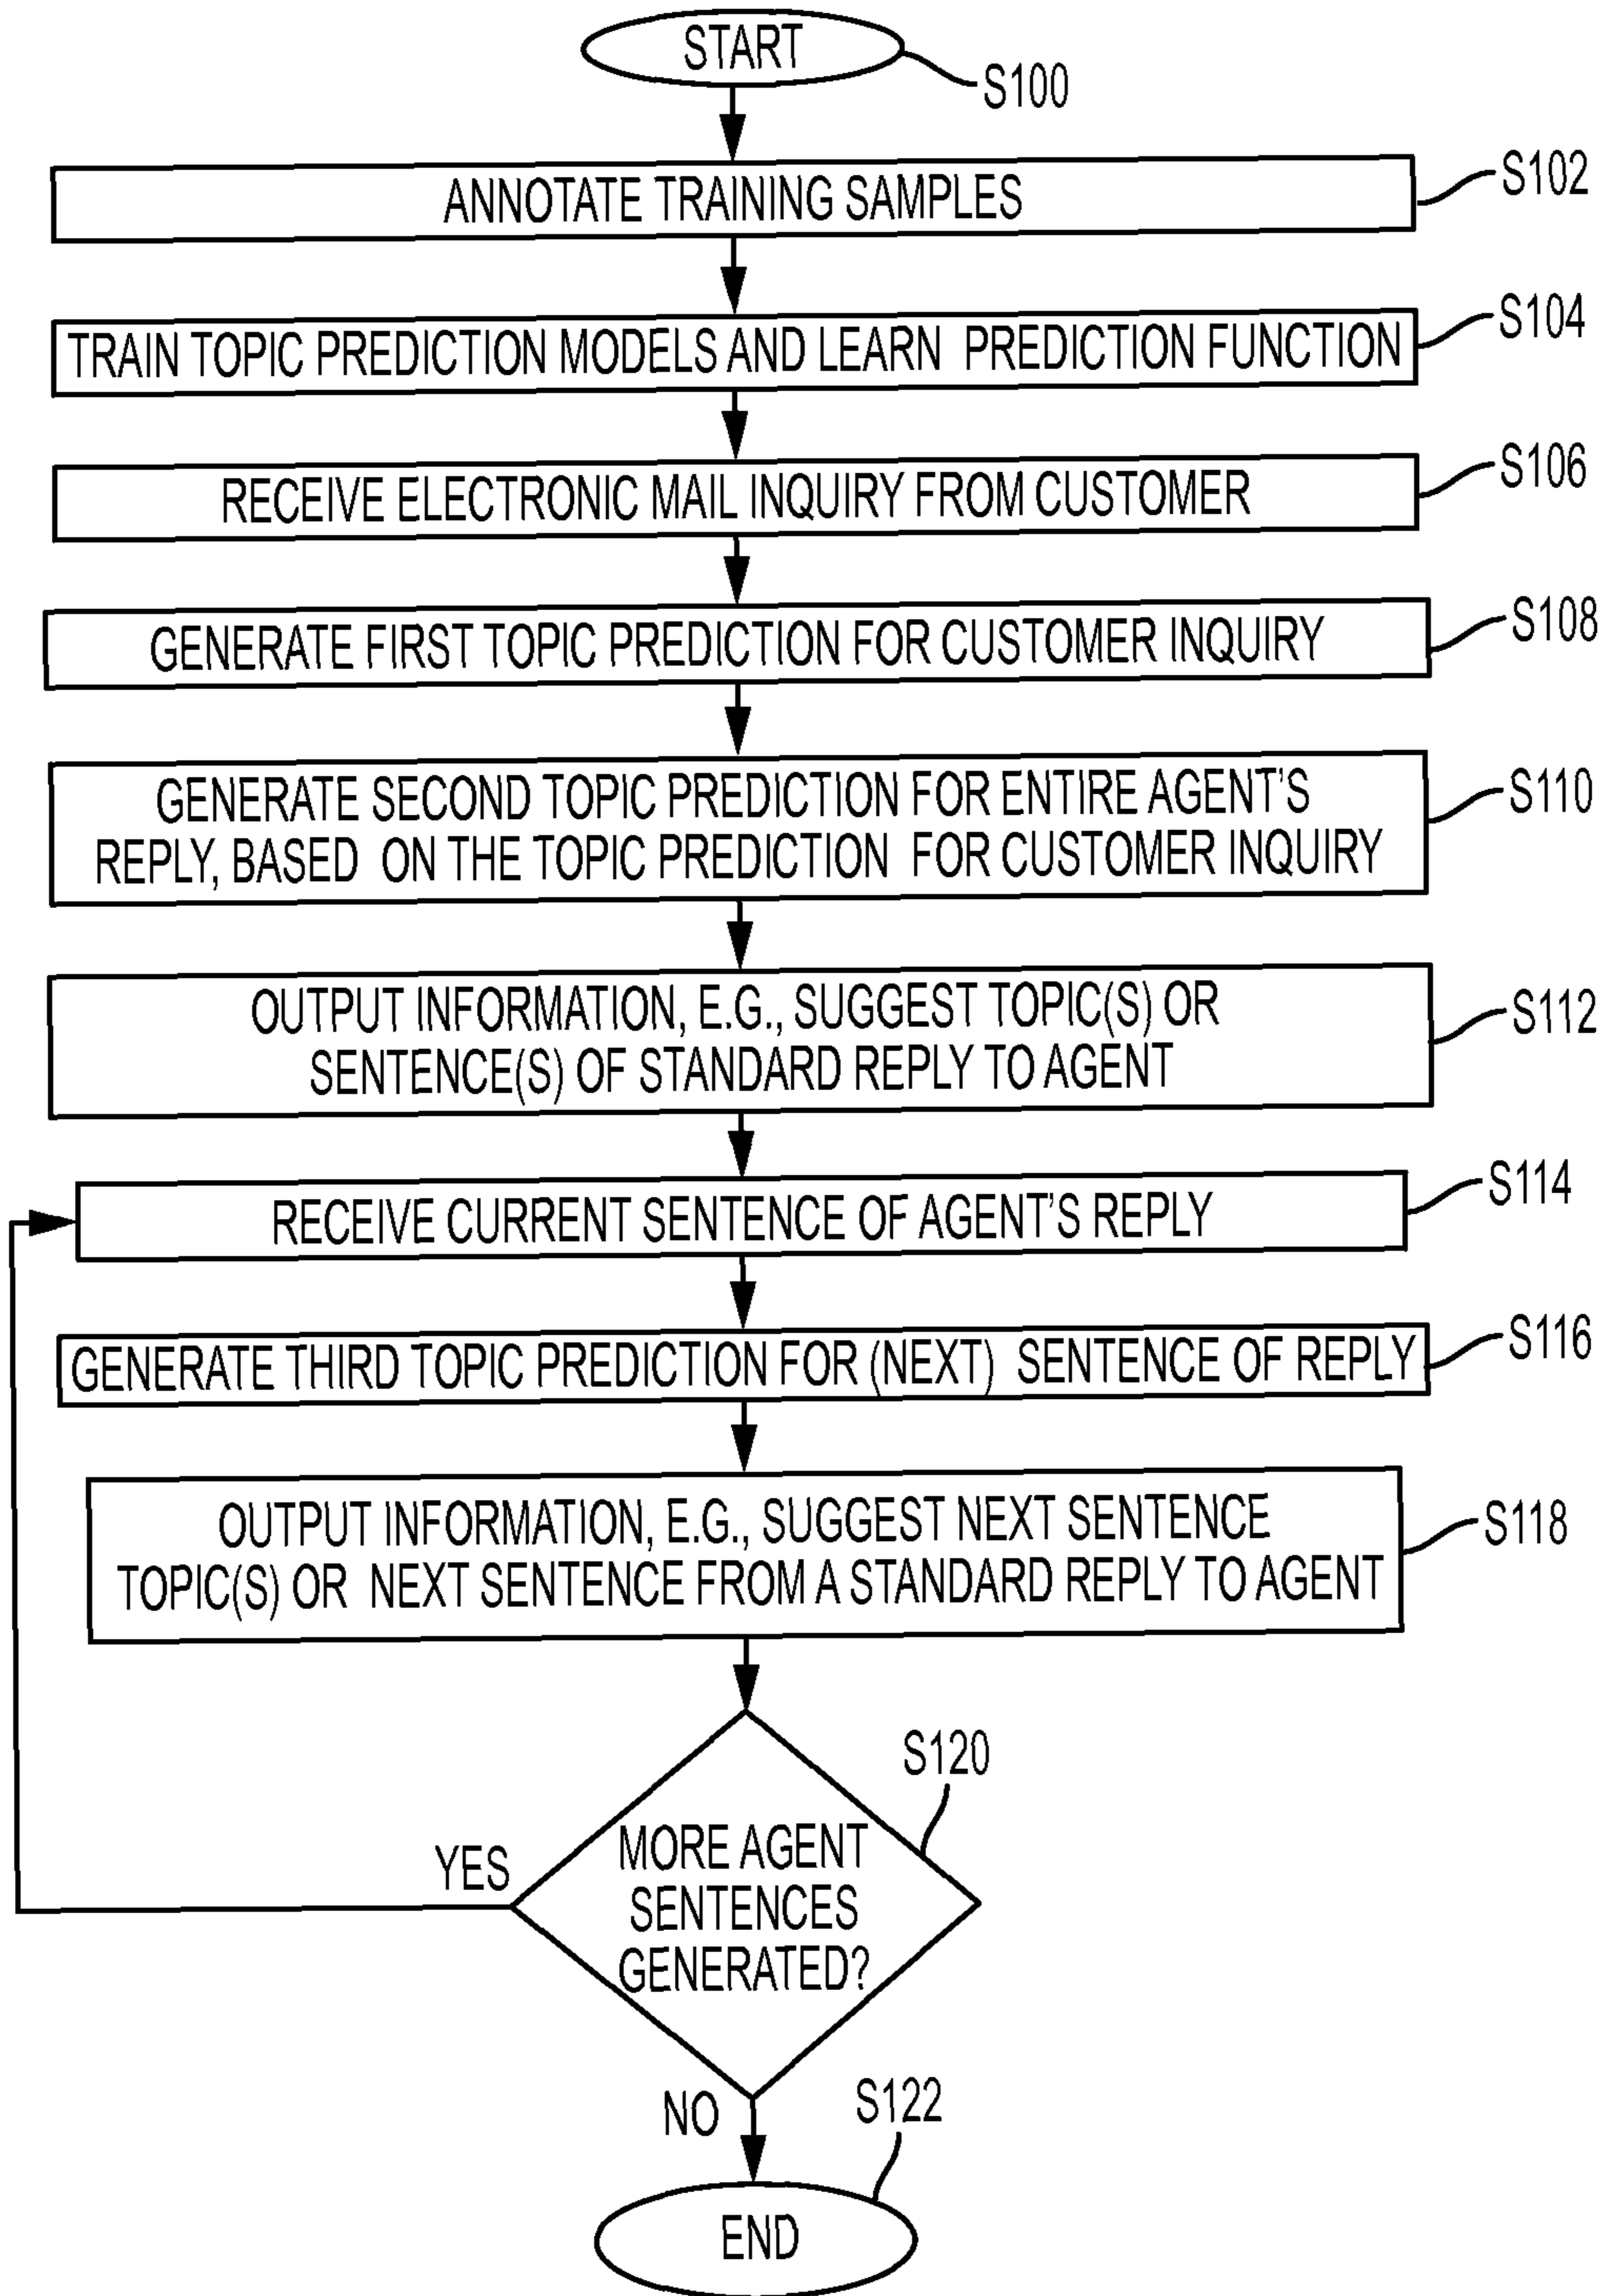 START
S100
ANNOTATE TRAINING SAMPLES
S102
TRAIN TOPIC PREDICTION MODELS AND LEARN PREDICTION FUNCTION
S104
RECEIVE ELECTRONIC MAIL INQUIRY FROM CUSTOMER
S106
GENERATE FIRST TOPIC PREDICTION FOR CUSTOMER INQUIRY
S108
GENERATE SECOND TOPIC PREDICTION FOR ENTIRE AGENT'S
REPLY, BASED ON THE TOPIC PREDICTION FOR CUSTOMER INQUIRY
S110
OUTPUT INFORMATION, E.G., SUGGEST TOPIC(S) OR
SENTENCE(S) OF STANDARD REPLY TO AGENT
S112
RECEIVE CURRENT SENTENCE OF AGENT'S REPLY
S114
GENERATE THIRD TOPIC PREDICTION FOR (NEXT) SENTENCE OF REPLY
S116
OUTPUT INFORMATION, E.G., SUGGEST NEXT SENTENCE
TOPIC(S) OR NEXT SENTENCE FROM A STANDARD REPLY TO AGENT
S118
S120
YES
MORE AGENT
SENTENCES
GENERATED?
NO
S122
END